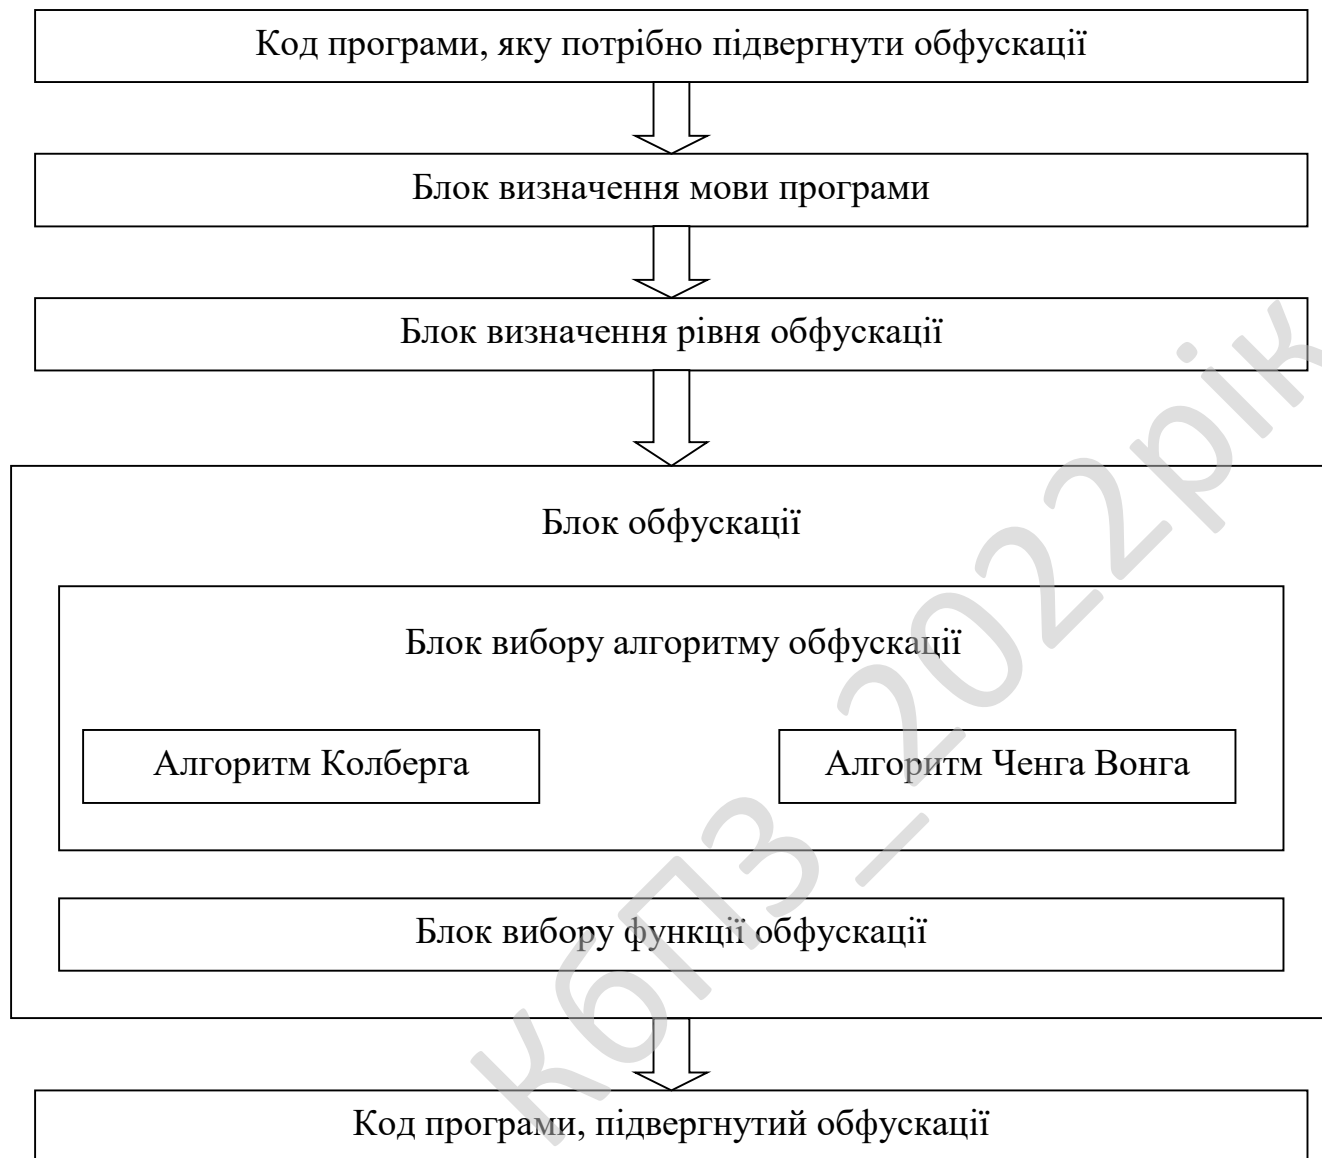 Код програми, яку потрібно підвергнути обфускації
Блок визначення мови програми
Блок визначення рівня обфускації
Блок обфускації
Блок вибору алгоритму обфускації
Алгоритм Колберга
Алгоритм Ченга Вонга
Блок вибору функції обфускації
Код програми, підвергнутий обфускації
КбПЗ_2022рік